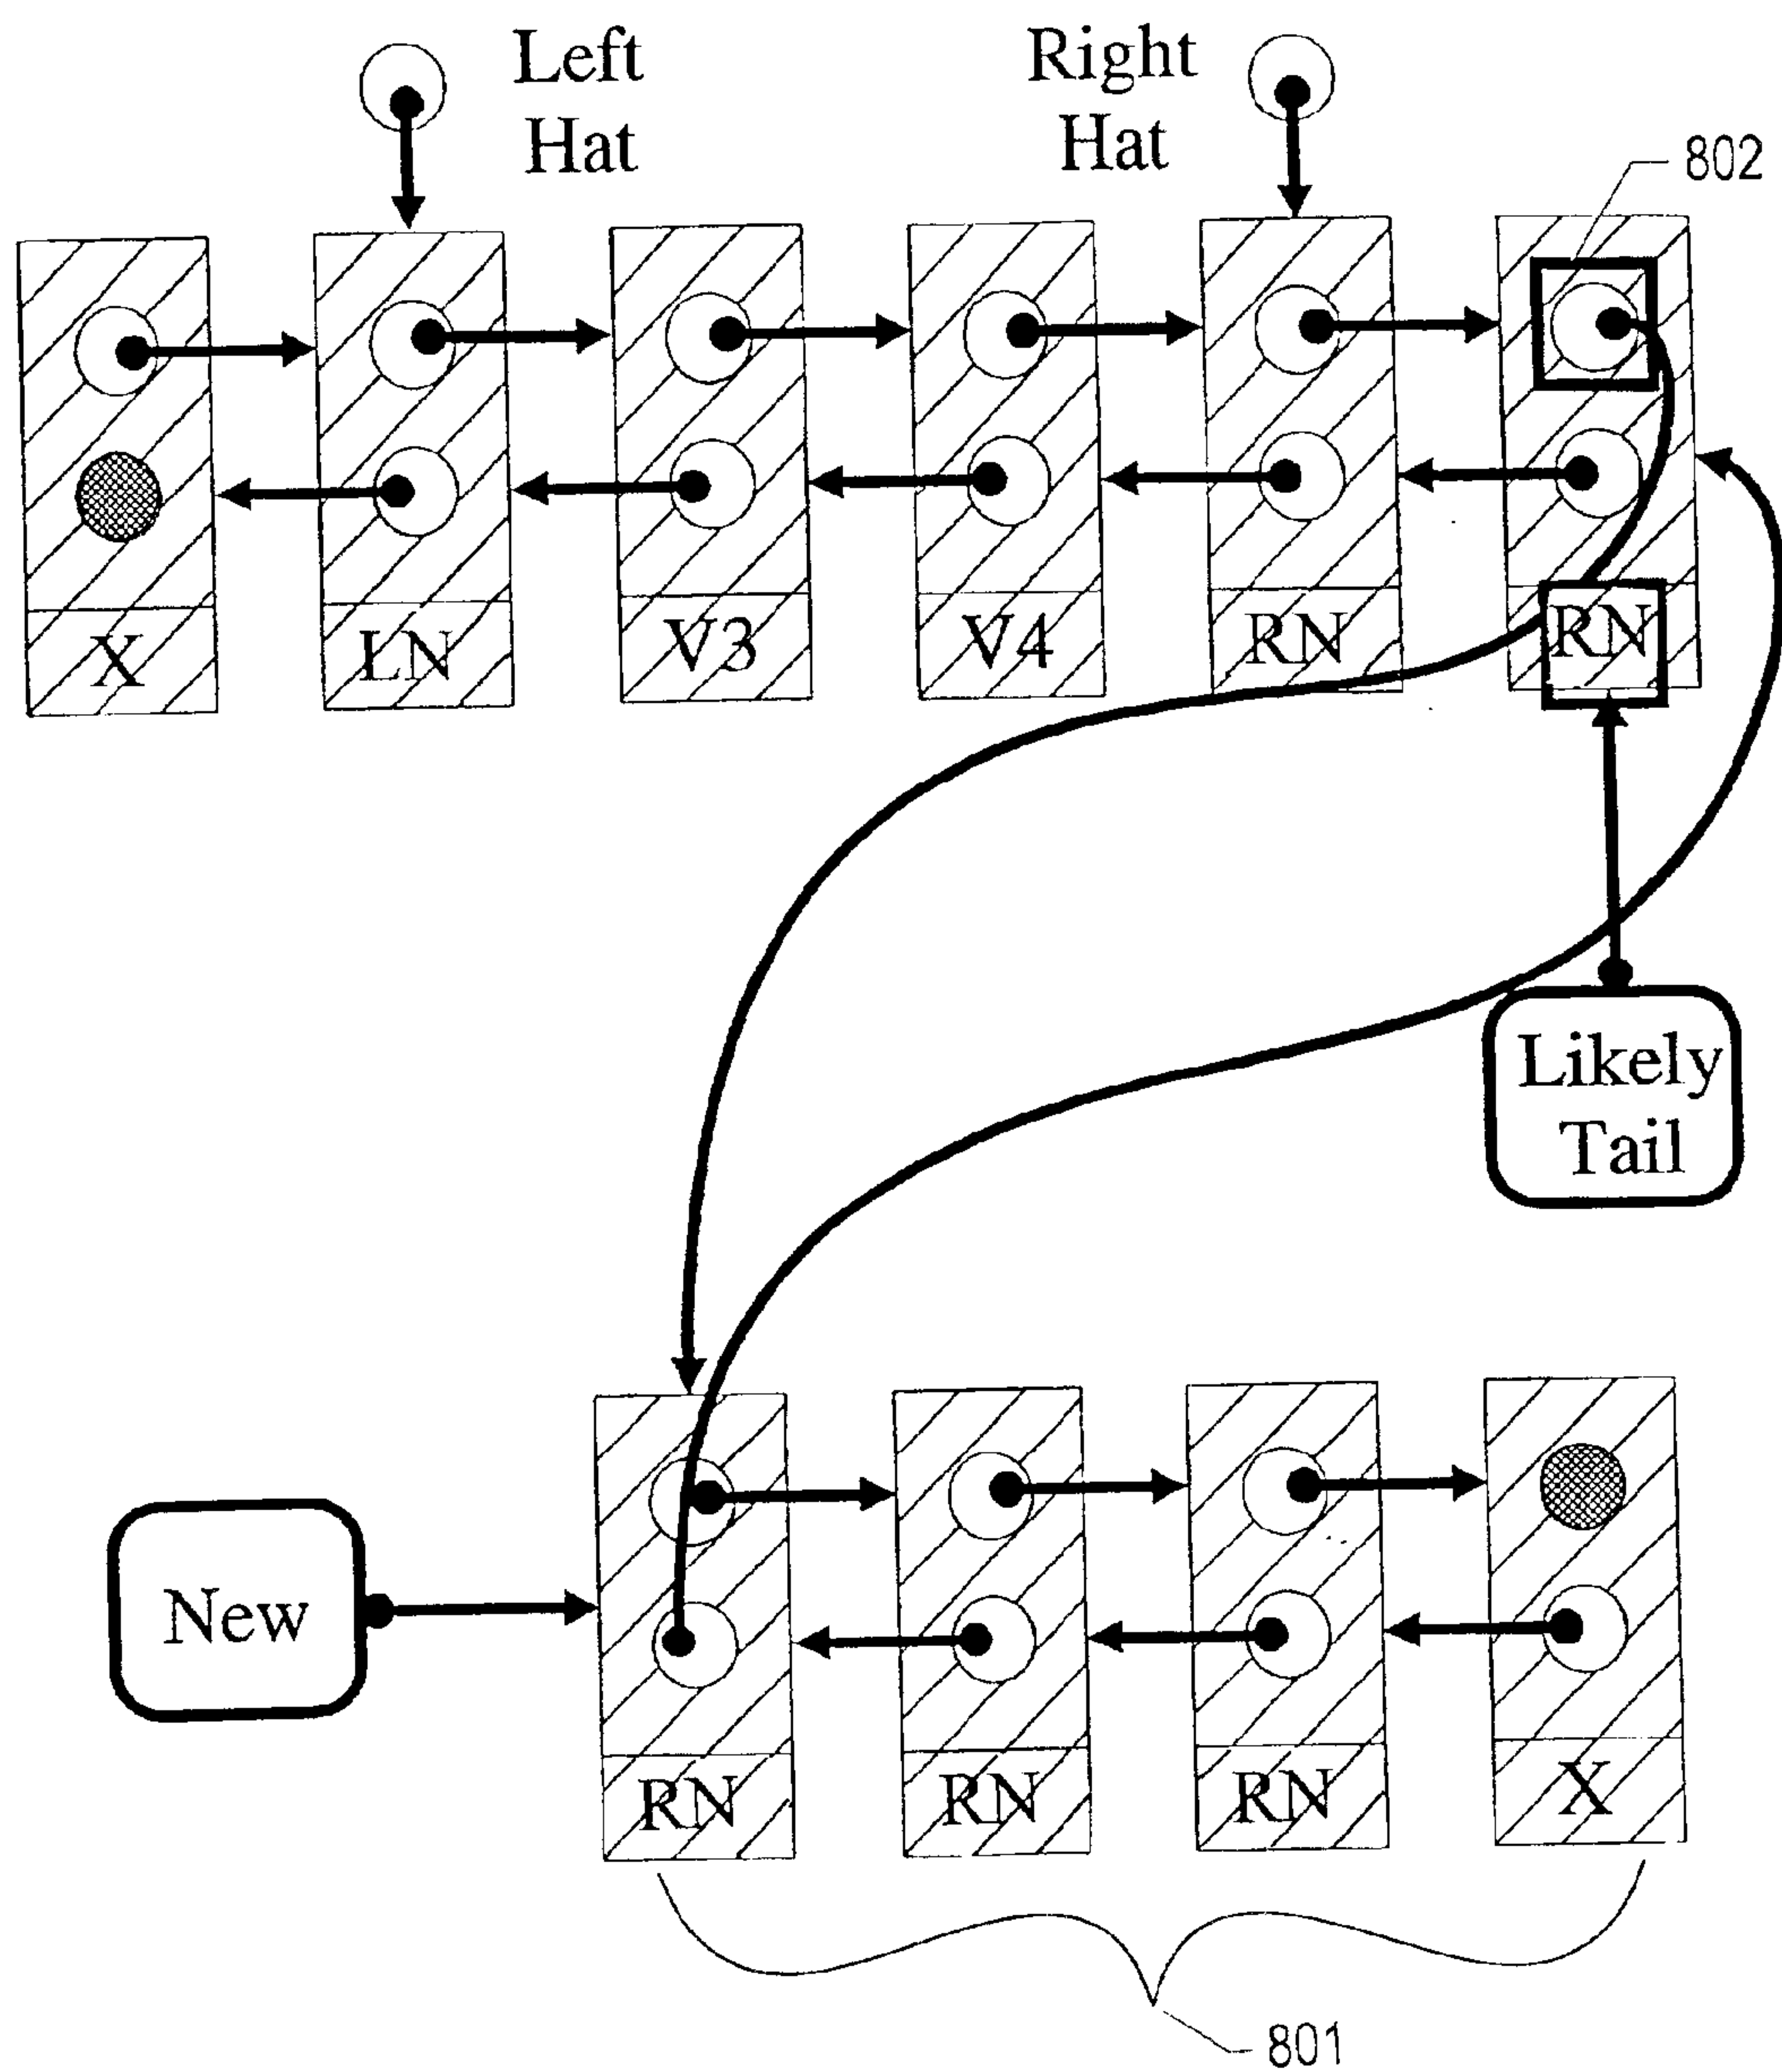 Left
Hat
Right
Hat
802
X
LN
V3
V4
RN
RN
Likely
Tail
New
RN
RN
RN
X
801